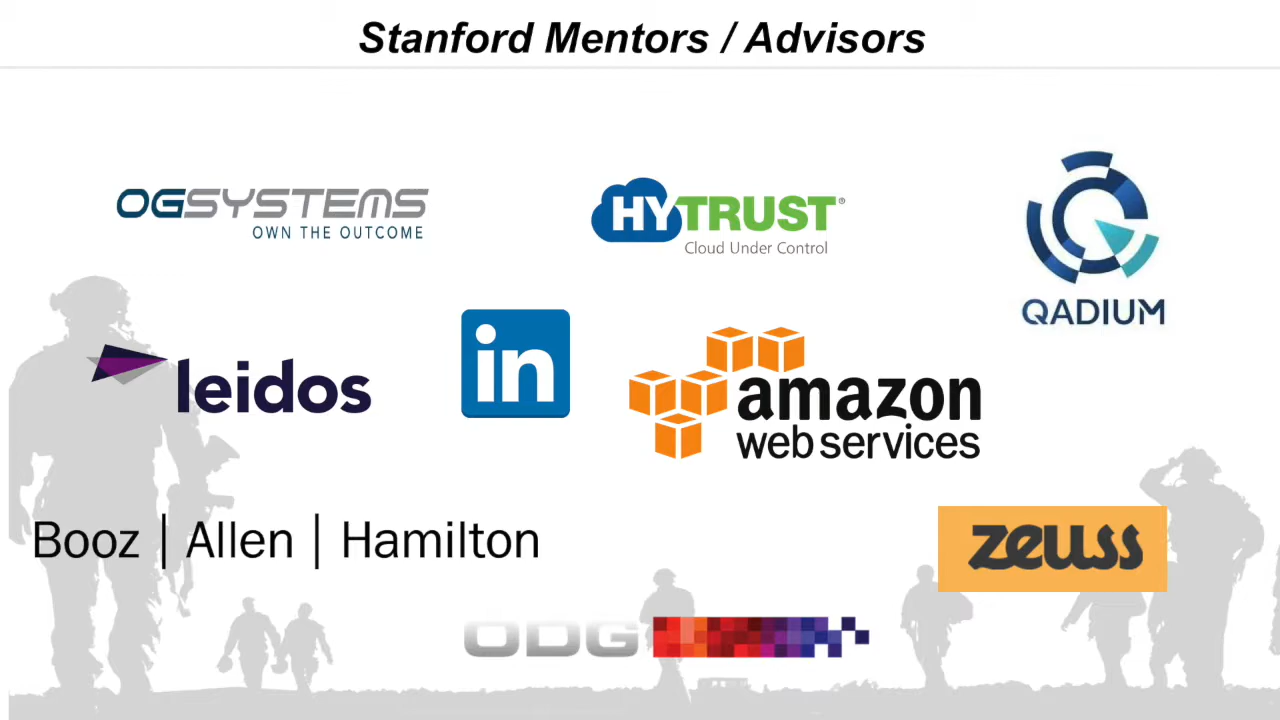 Stanford Mentors / Advisors
OGSYSTEMS
OWN THE OUTCOME
HYTRUST®
Cloud Under Control
QADIUM
leidos
in
amazon
web services
Booz | Allen | Hamilton
zeuss
ODG